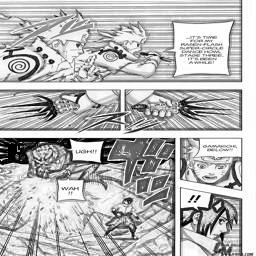 ...IT'S TIME
FOR MY
RASEN-FLASH
SUPER-CIRCLE
DANCE HOWL
STAGE THREE.
IT'S BEEN
A WHILE!
UGH!!
GAMAKICHI,
BELOW!!
WAH
!!
!!